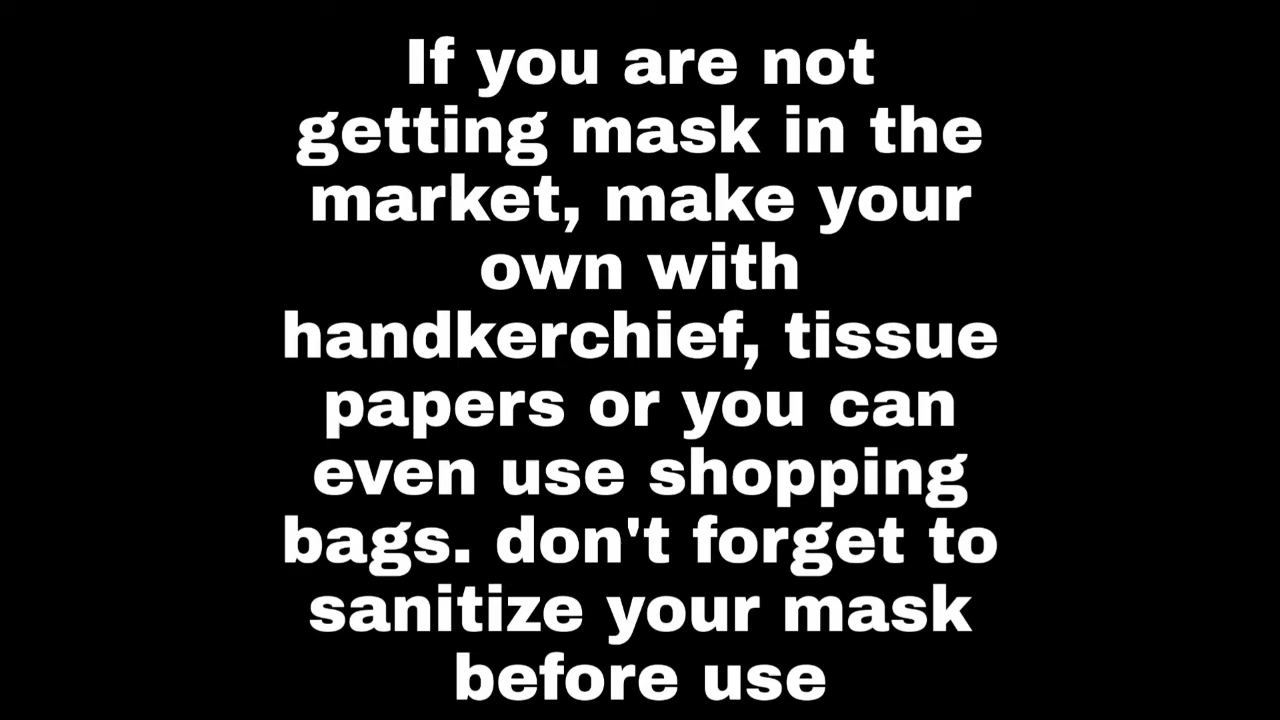 If you are not
getting mask in the
market, make your
own with
handkerchief, tissue
papers or you can
even use shopping
bags. don't forget to
sanitize your mask
before use